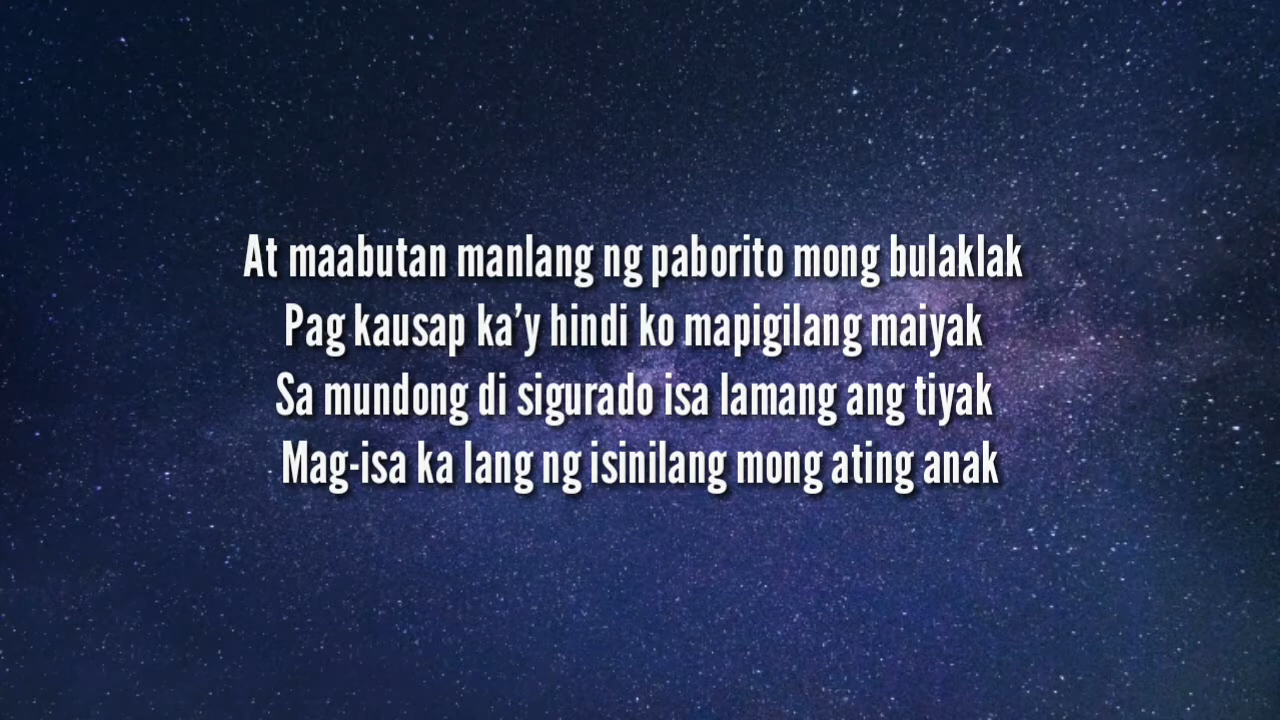 At maabutan manlang ng paborito mong bulaklak
Pag kausap ka’y hindi ko mapigilang maiyak
Sa mundong di sigurado isa lamang ang tiyak
Mag-isa ka lang ng isinilang mong ating anak